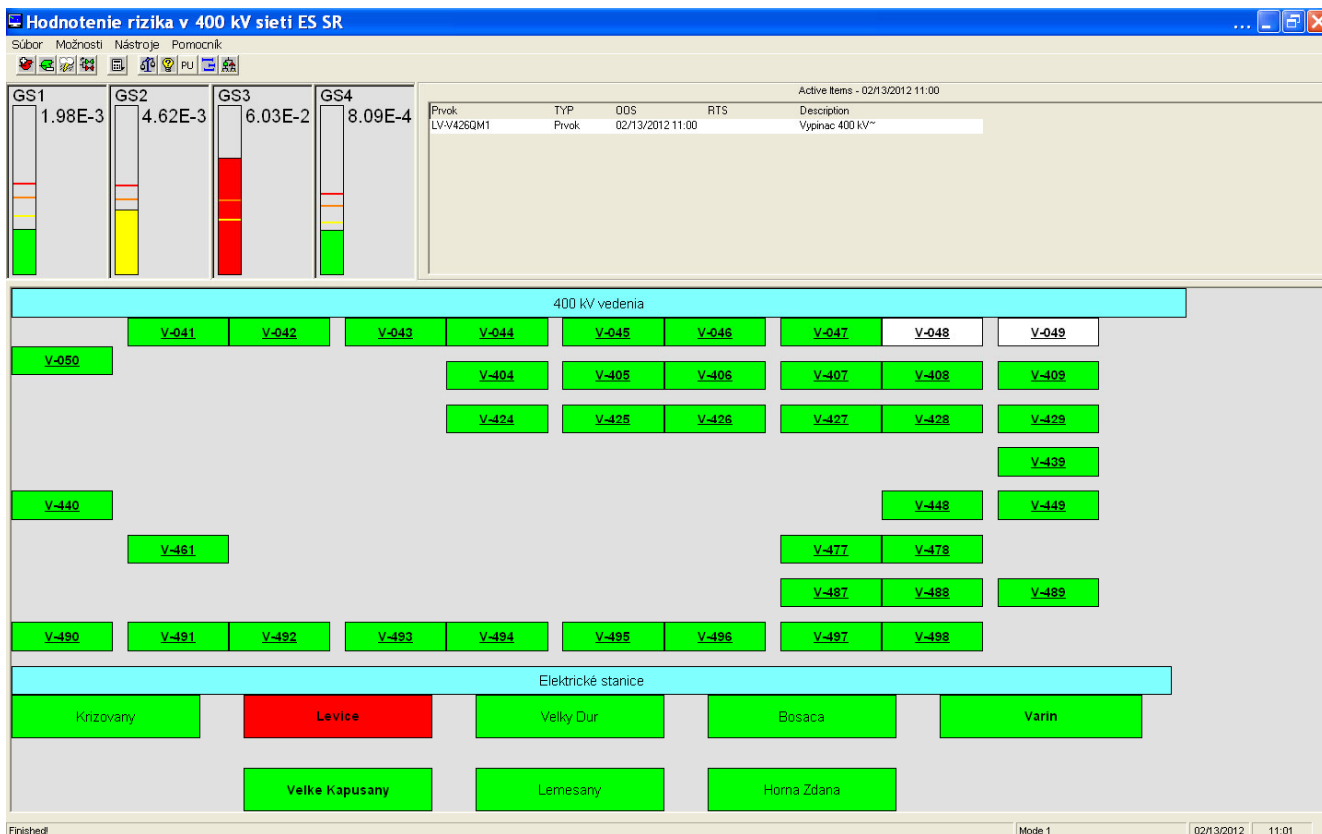 Hodnotenie rizika v 400 kV sieti ES SR ...
Súbor Možnosti Nástroje Pomocník
PU
GS1 GS2 GS3 GS4
1.98E-3 4.62E-3 6.03E-2 8.09E-4
Active Items - 02/13/2012 11:00
Prvok TYP OOS RTS Description
LV-V426QM1 Prvok 02/13/2012 11:00 Vypinac 400 kV~
400 kV vedenia
V-041 V-042 V-043 V-044 V-045 V-046 V-047 V-048 V-049
V-050
V-404 V-405 V-406 V-407 V-408 V-409
V-424 V-425 V-426 V-427 V-428 V-429
V-439
V-440 V-448 V-449
V-461 V-477 V-478
V-487 V-488 V-489
V-490 V-491 V-492 V-493 V-494 V-495 V-496 V-497 V-498
Elektrické stanice
Krizovany Levice Velky Dur Bosaca Varin
Velke Kapusany Lemesany Horna Zdana
Finished! Mode 1 02/13/2012 11:01